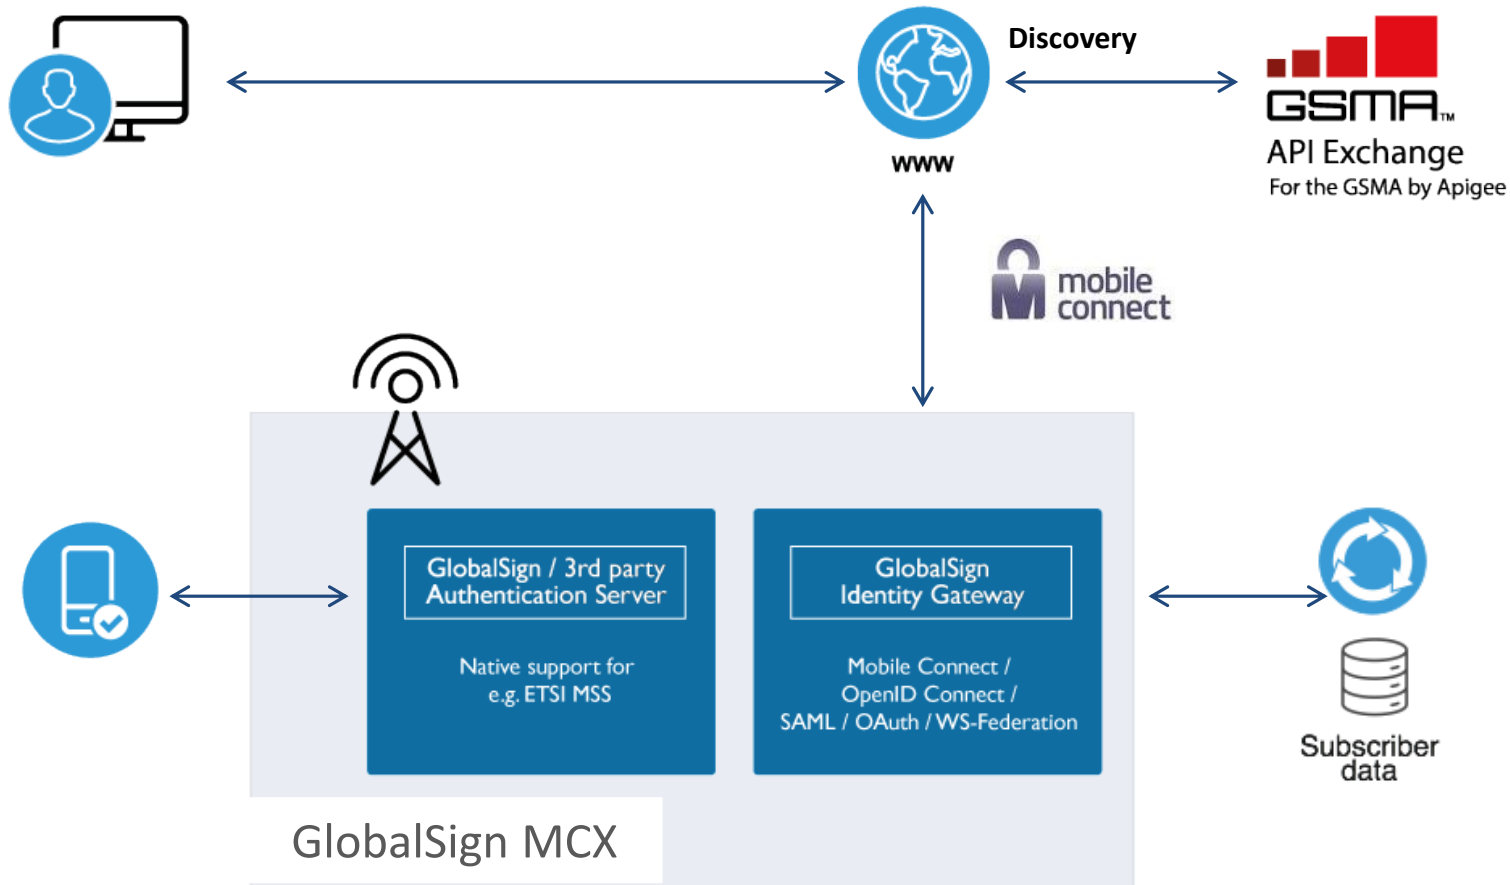 Discovery
GSMA™
API Exchange
For the GSMA by Apigee
www
mobile
connect
GlobalSign / 3rd party
Authentication Server
Native support for
e.g. ETSI MSS
GlobalSign
Identity Gateway
Mobile Connect /
OpenID Connect /
SAML / OAuth / WS-Federation
Subscriber
data
GlobalSign MCX